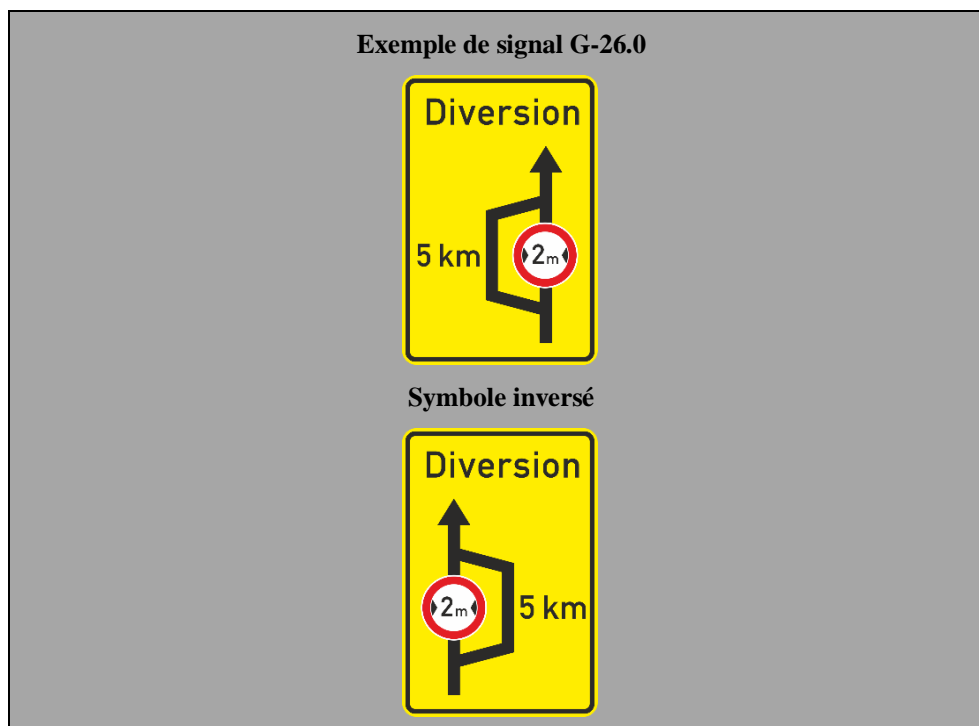 Exemple de signal G-26.0
Diversion
5 km
2m
Symbole inversé
Diversion
2m
5 km